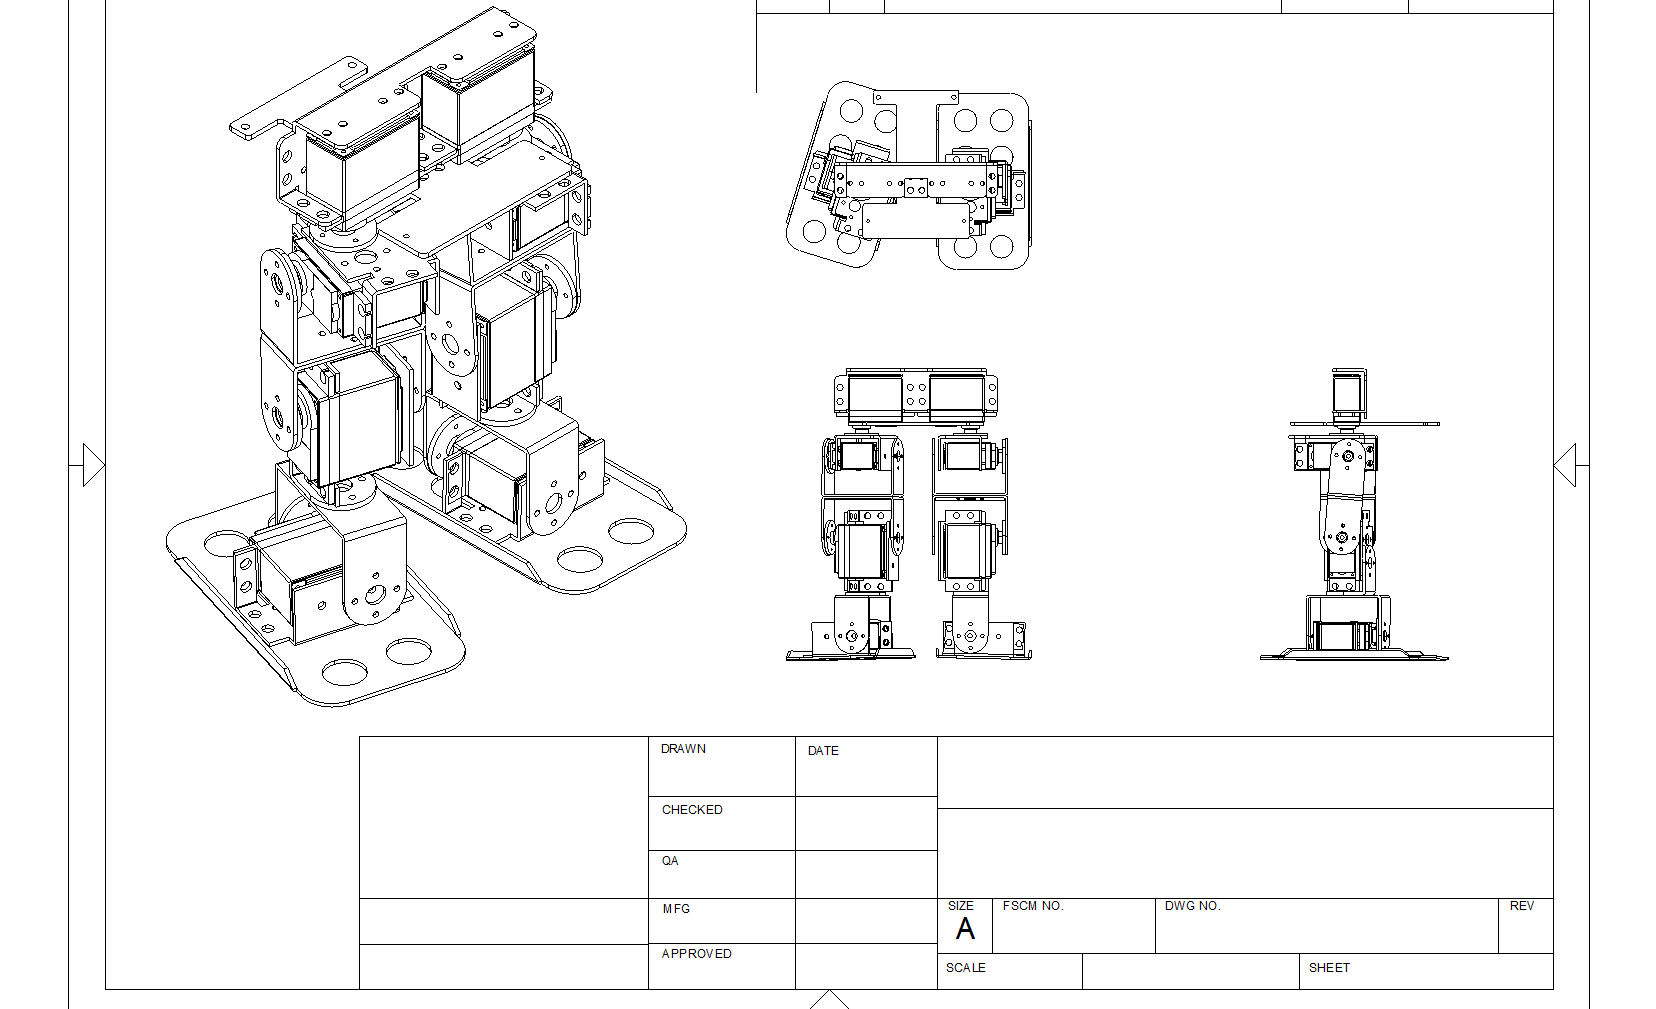 DRAWN DATE
CHECKED
QA
MFG
APPROVED
SIZE FSCM NO. DWG NO. REV
A
SCALE SHEET